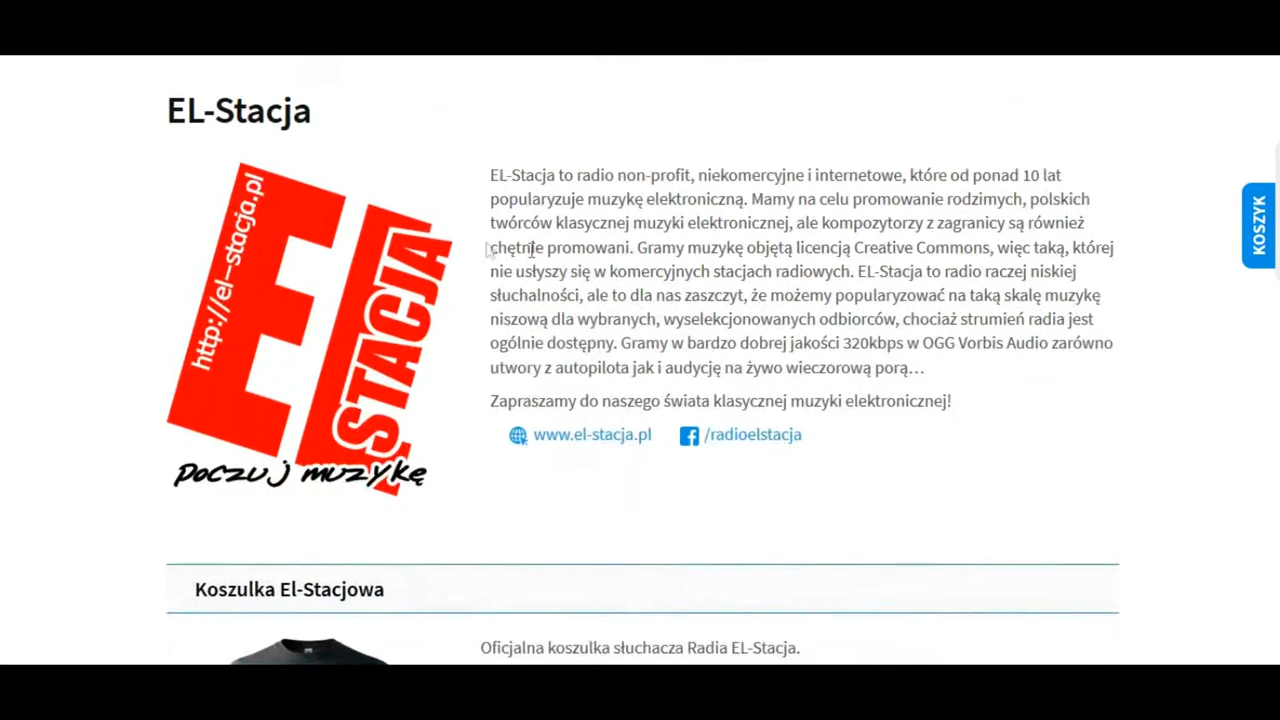 EL-Stacja
http://el-stacja.pl
EL
STACJA
poczuj muzykę
EL-Stacja to radio non-profit, niekomercyjne i internetowe, które od ponad 10 lat
popularyzuje muzykę elektroniczną. Mamy na celu promowanie rodzimych, polskich
twórców klasycznej muzyki elektronicznej, ale kompozytorzy z zagranicy są również
chętnie promowani. Gramy muzykę objętą licencją Creative Commons, więc taką, której
nie usłyszy się w komercyjnych stacjach radiowych. EL-Stacja to radio raczej niskiej
słuchalności, ale to dla nas zaszczyt, że możemy popularyzować na taką skalę muzykę
niszową dla wybranych, wyselekcjonowanych odbiorców, chociaż strumień radia jest
ogólnie dostępny. Gramy w bardzo dobrej jakości 320kbps w OGG Vorbis Audio zarówno
utwory z autopilota jak i audycję na żywo wieczorową porą…
Zapraszamy do naszego świata klasycznej muzyki elektronicznej!
www.el-stacja.pl /radioelstacja
KOSZYK
Koszulka El-Stacjowa
Oficjalna koszulka słuchacza Radia EL-Stacja.